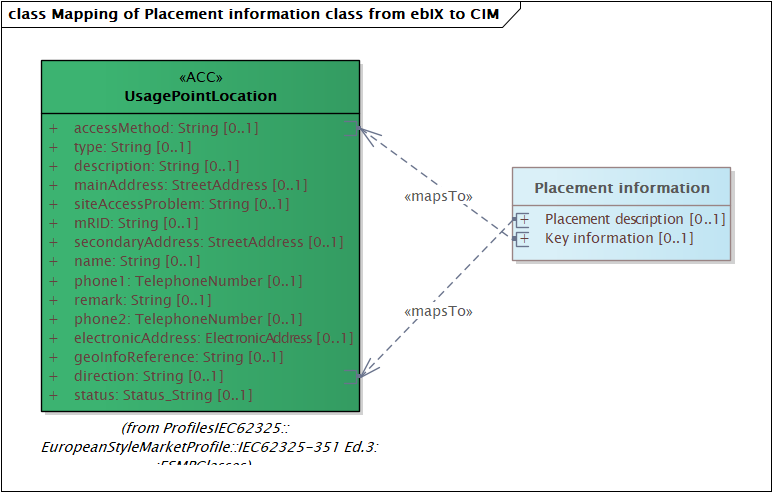 class Mapping of Placement information class from ebIX to CIM
«ACC»
UsagePointLocation
+ accessMethod: String [0..1]
+ type: String [0..1]
+ description: String [0..1]
+ mainAddress: StreetAddress [0..1]
+ siteAccessProblem: String [0..1]
+ mRID: String [0..1]
+ secondaryAddress: StreetAddress [0..1]
+ name: String [0..1]
+ phone1: TelephoneNumber [0..1]
+ remark: String [0..1]
+ phone2: TelephoneNumber [0..1]
+ electronicAddress: ElectronicAddress [0..1]
+ geoInfoReference: String [0..1]
+ direction: String [0..1]
+ status: Status_String [0..1]
(from ProfilesIEC62325::
EuropeanStyleMarketProfile::IEC62325-351 Ed.3:
:ESMPClasses)
«mapsTo»
«mapsTo»
Placement information
+ Placement description [0..1]
+ Key information [0..1]